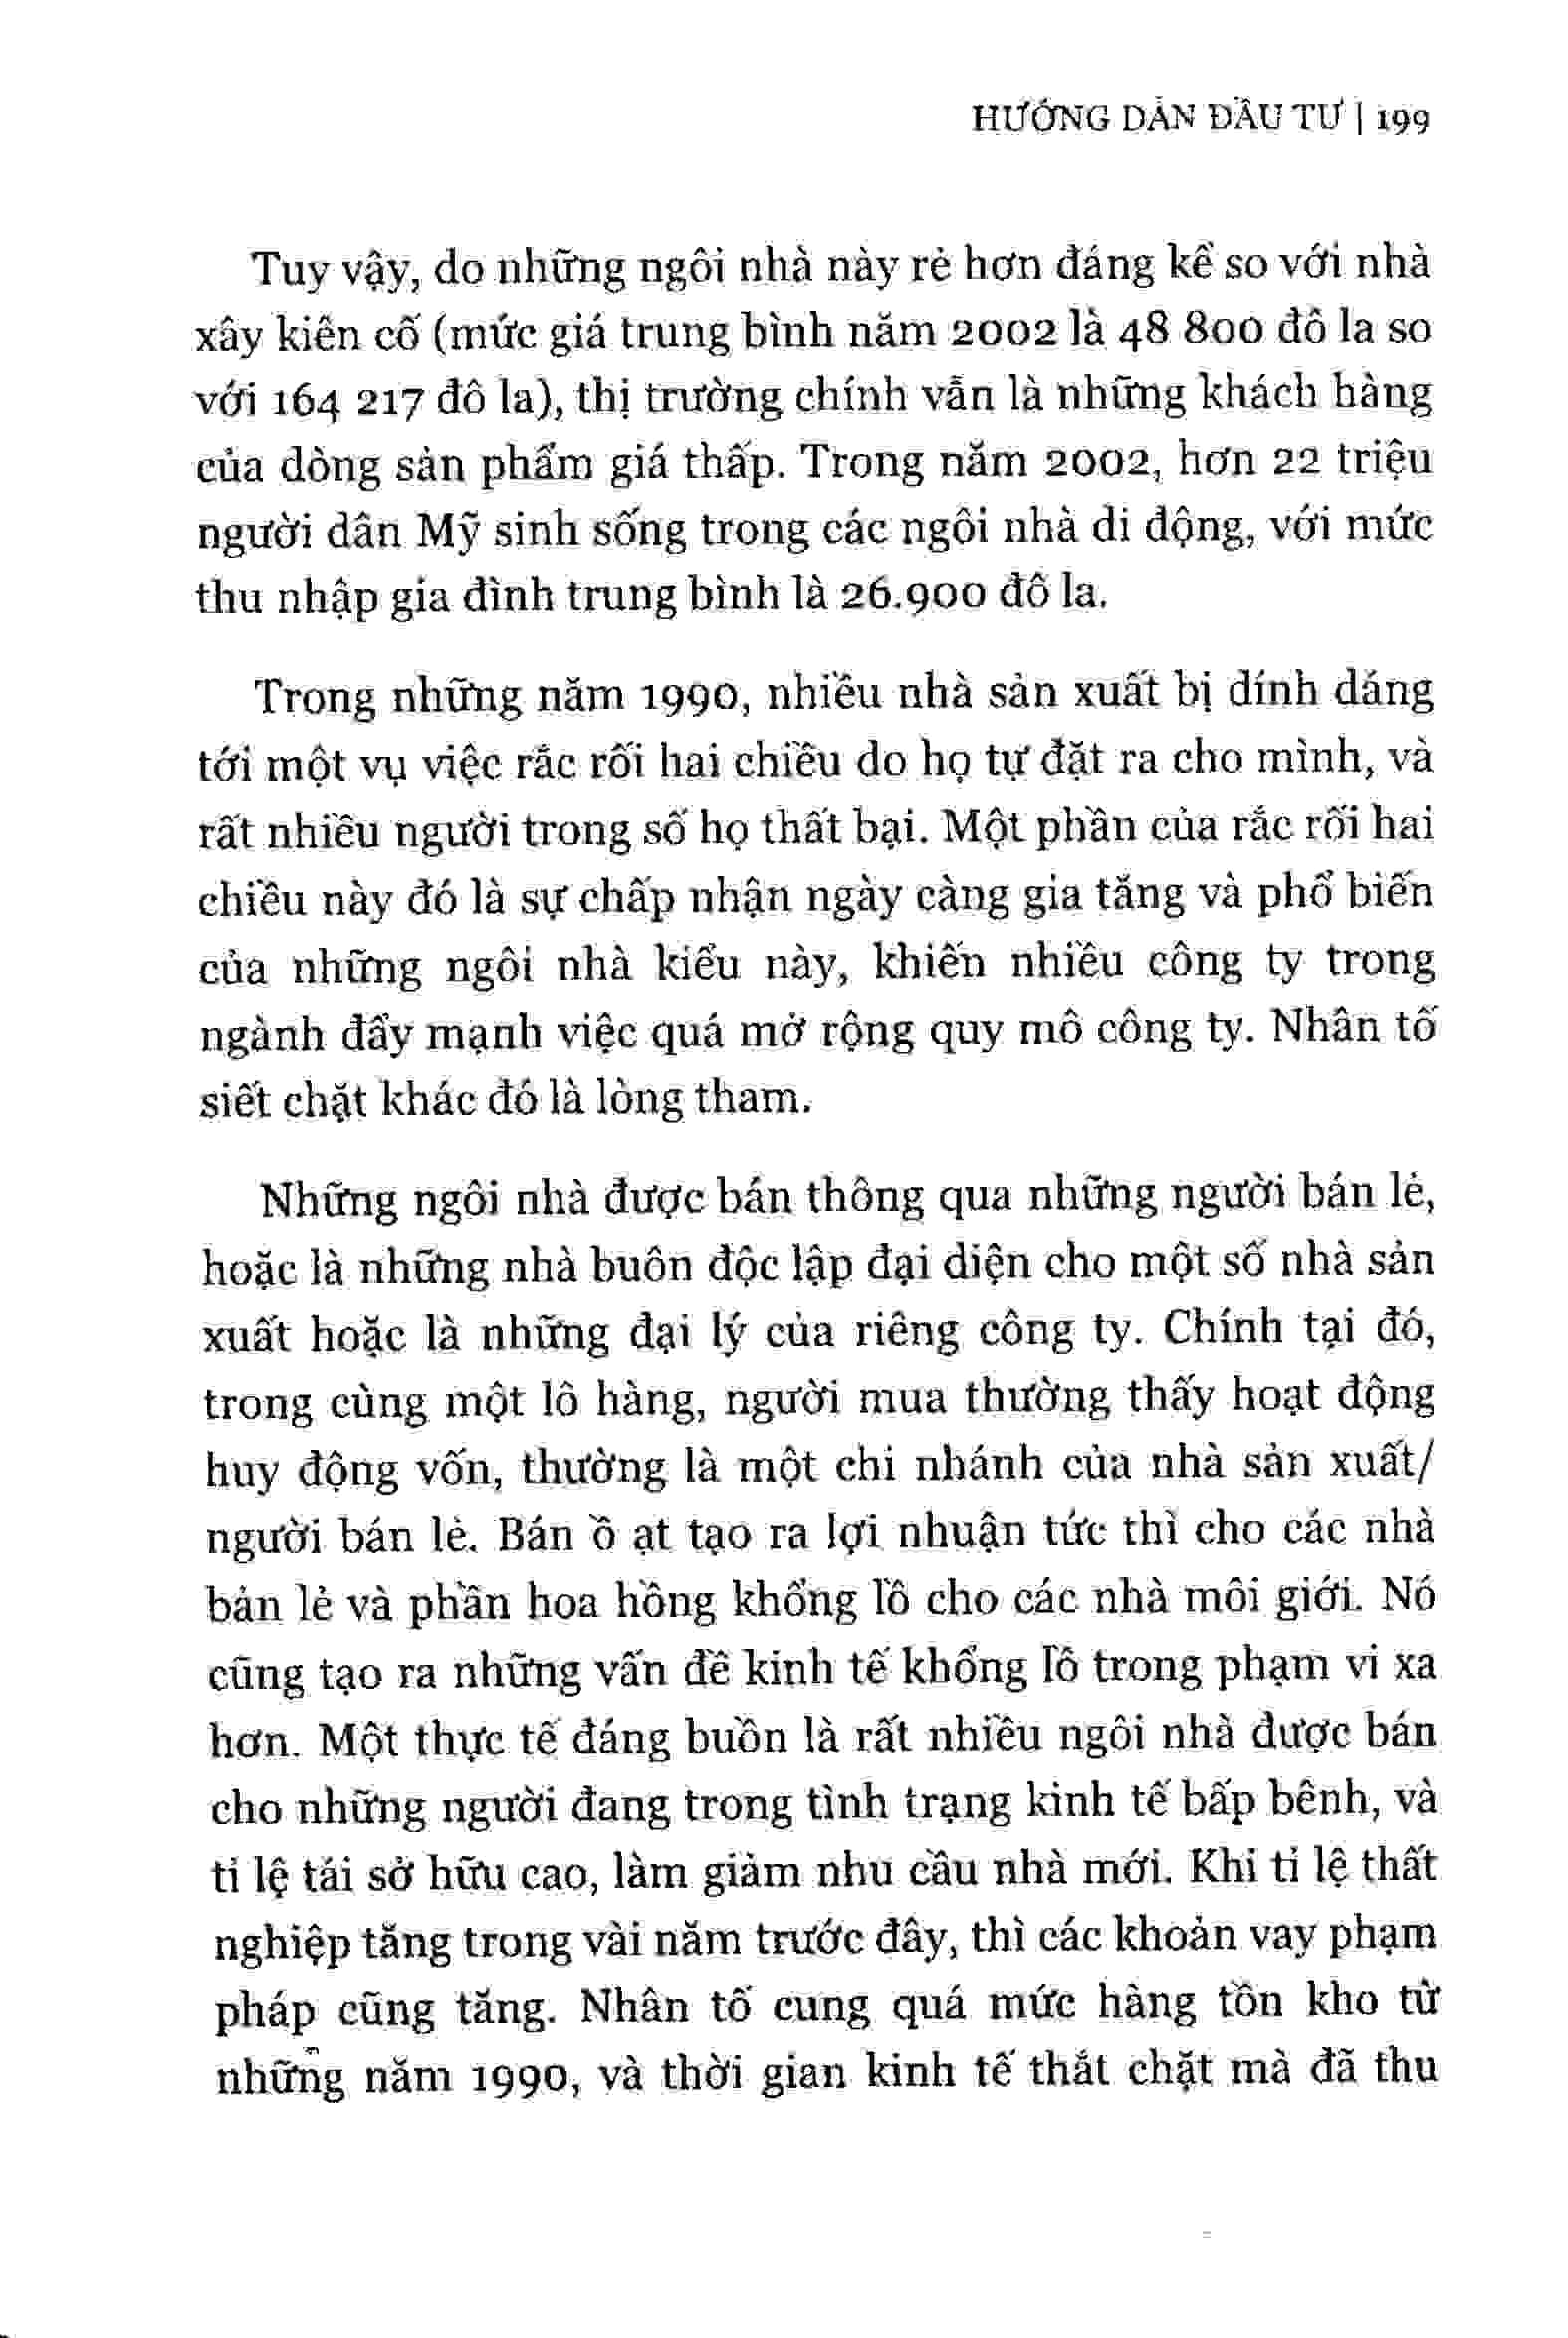 HƯỚNG DẪN ĐẦU TƯ | 199
Tuy vậy, do những ngôi nhà này rẻ hơn đáng kể so với nhà
xây kiên cố (mức giá trung bình năm 2002 là 48 800 đô la so
với 164 217 đô la), thị trường chính vẫn là những khách hàng
của dòng sản phẩm giá thấp. Trong năm 2002, hơn 22 triệu
người dân Mỹ sinh sống trong các ngôi nhà di động, với mức
thu nhập gia đình trung bình là 26.900 đô la.
Trong những năm 1990, nhiều nhà sản xuất bị dính dáng
tới một vụ việc rắc rối hai chiều do họ tự đặt ra cho mình, và
rất nhiều người trong số họ thất bại. Một phần của rắc rối hai
chiều này đó là sự chấp nhận ngày càng gia tăng và phổ biến
của những ngôi nhà kiểu này, khiến nhiều công ty trong
ngành đẩy mạnh việc quá mở rộng quy mô công ty. Nhân tố
siết chặt khác đó là lòng tham.
Những ngôi nhà được bán thông qua những người bán lẻ,
hoặc là những nhà buôn độc lập đại diện cho một số nhà sản
xuất hoặc là những đại lý của riêng công ty. Chính tại đó,
trong cùng một lô hàng, người mua thường thấy hoạt động
huy động vốn, thường là một chi nhánh của nhà sản xuất/
người bán lẻ. Bán ồ ạt tạo ra lợi nhuận tức thì cho các nhà
bán lẻ và phần hoa hồng khổng lồ cho các nhà môi giới. Nó
cũng tạo ra những vấn đề kinh tế khổng lồ trong phạm vi xa
hơn. Một thực tế đáng buồn là rất nhiều ngôi nhà được bán
cho những người đang trong tình trạng kinh tế bấp bênh, và
tỉ lệ tái sở hữu cao, làm giảm nhu cầu nhà mới. Khi tỉ lệ thất
nghiệp tăng trong vài năm trước đây, thì các khoản vay phạm
pháp cũng tăng. Nhân tố cung quá mức hàng tồn kho từ
những năm 1990, và thời gian kinh tế thắt chặt mà đã thu